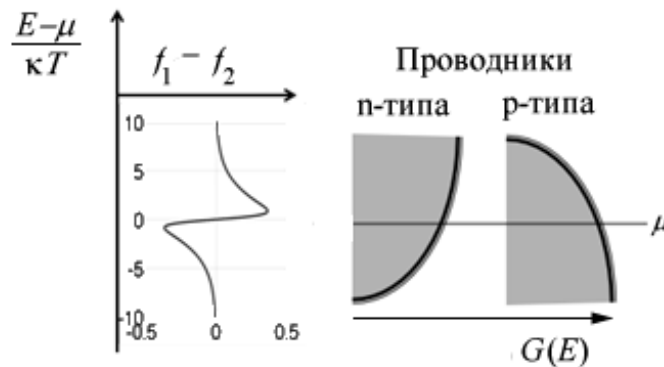 E−μ
κT
f₁ − f₂
10
5
0
-5
-10
-0.5 0 0.5
Проводники
n-типа p-типа
μ
G(E)